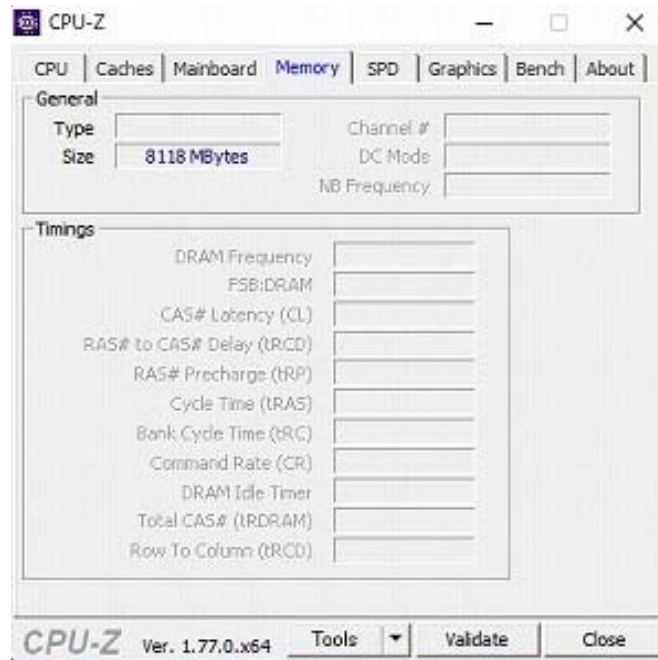 CPU-Z
CPU Caches Mainboard Memory SPD Graphics Bench About
General
Type Channel #
Size 8118 MBytes DC Mode
NB Frequency
Timings
DRAM Frequency
FSB:DRAM
CAS# Latency (CL)
RAS# to CAS# Delay (tRCD)
RAS# Precharge (tRP)
Cycle Time (tRAS)
Bank Cycle Time (tRC)
Command Rate (CR)
DRAM Idle Timer
Total CAS# (tRDRAM)
Row To Column (tRCD)
CPU-Z Ver. 1.77.0.x64 Tools Validate Close